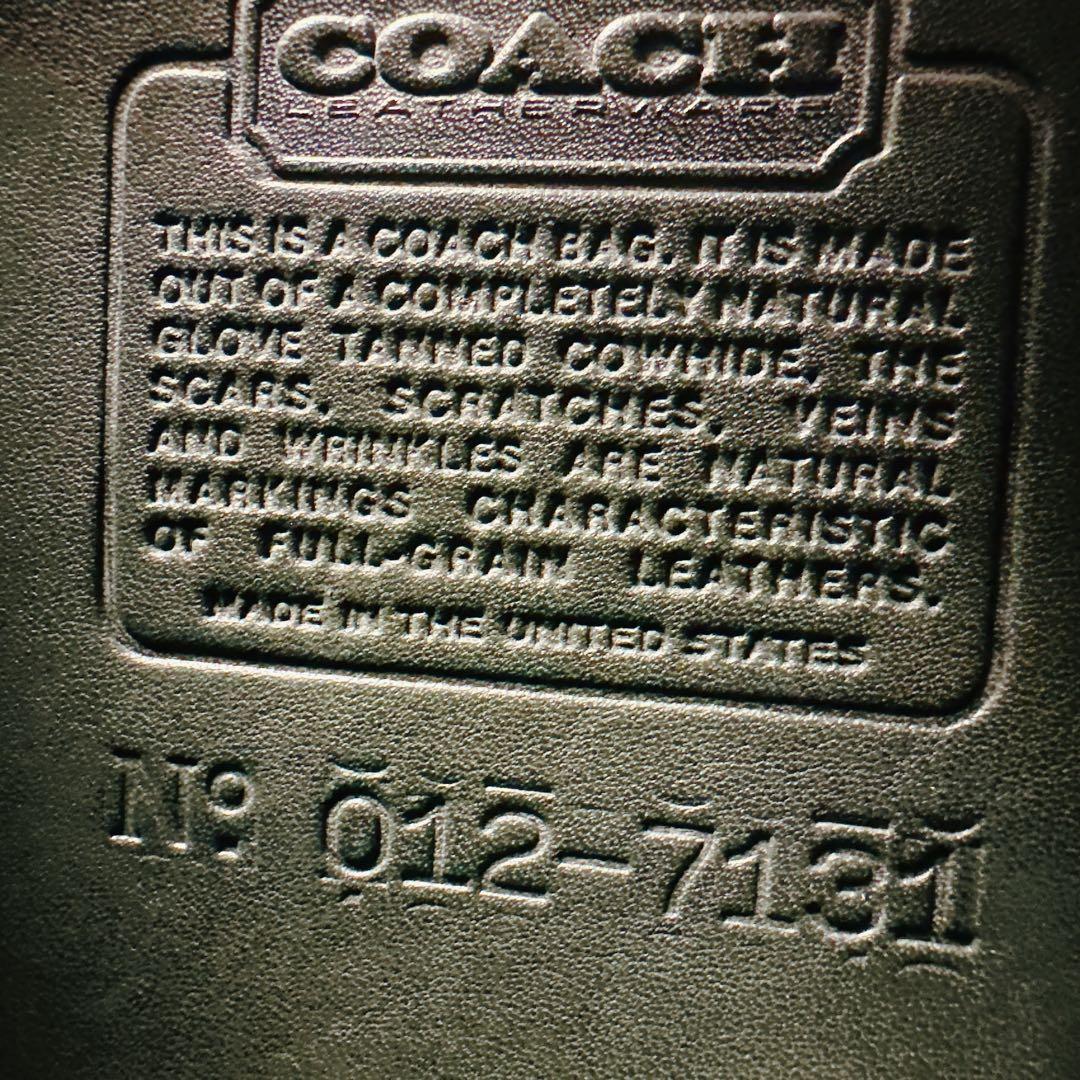 COACH
LEATHERWARE
THIS IS A COACH BAG. IT IS MADE
OUT OF A COMPLETELY NATURAL
GLOVE TANNED COWHIDE, THE
SCARS, SCRATCHES, VEINS
AND WRINKLES ARE NATURAL
MARKINGS CHARACTERISTIC
OF FULL-GRAIN LEATHERS.
MADE IN THE UNITED STATES
Nº 012-7131